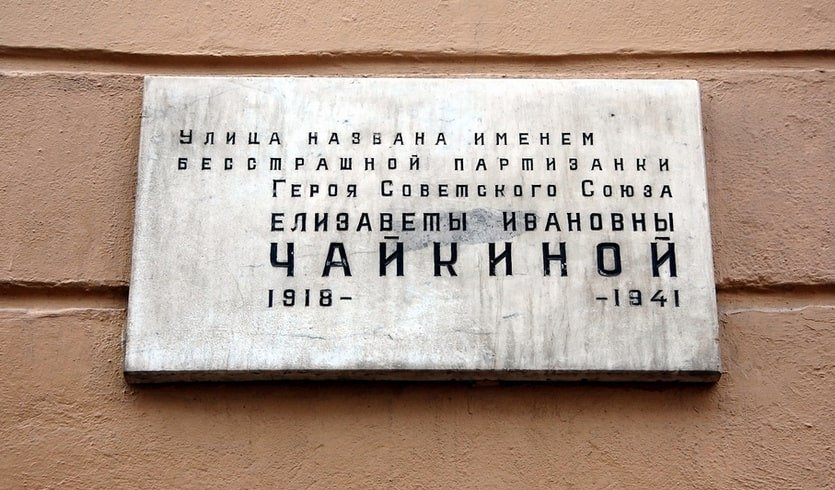 Улица названа именем
бесстрашной партизанки
Героя Советского Союза
Елизаветы Ивановны
Чайкиной
1918- -1941